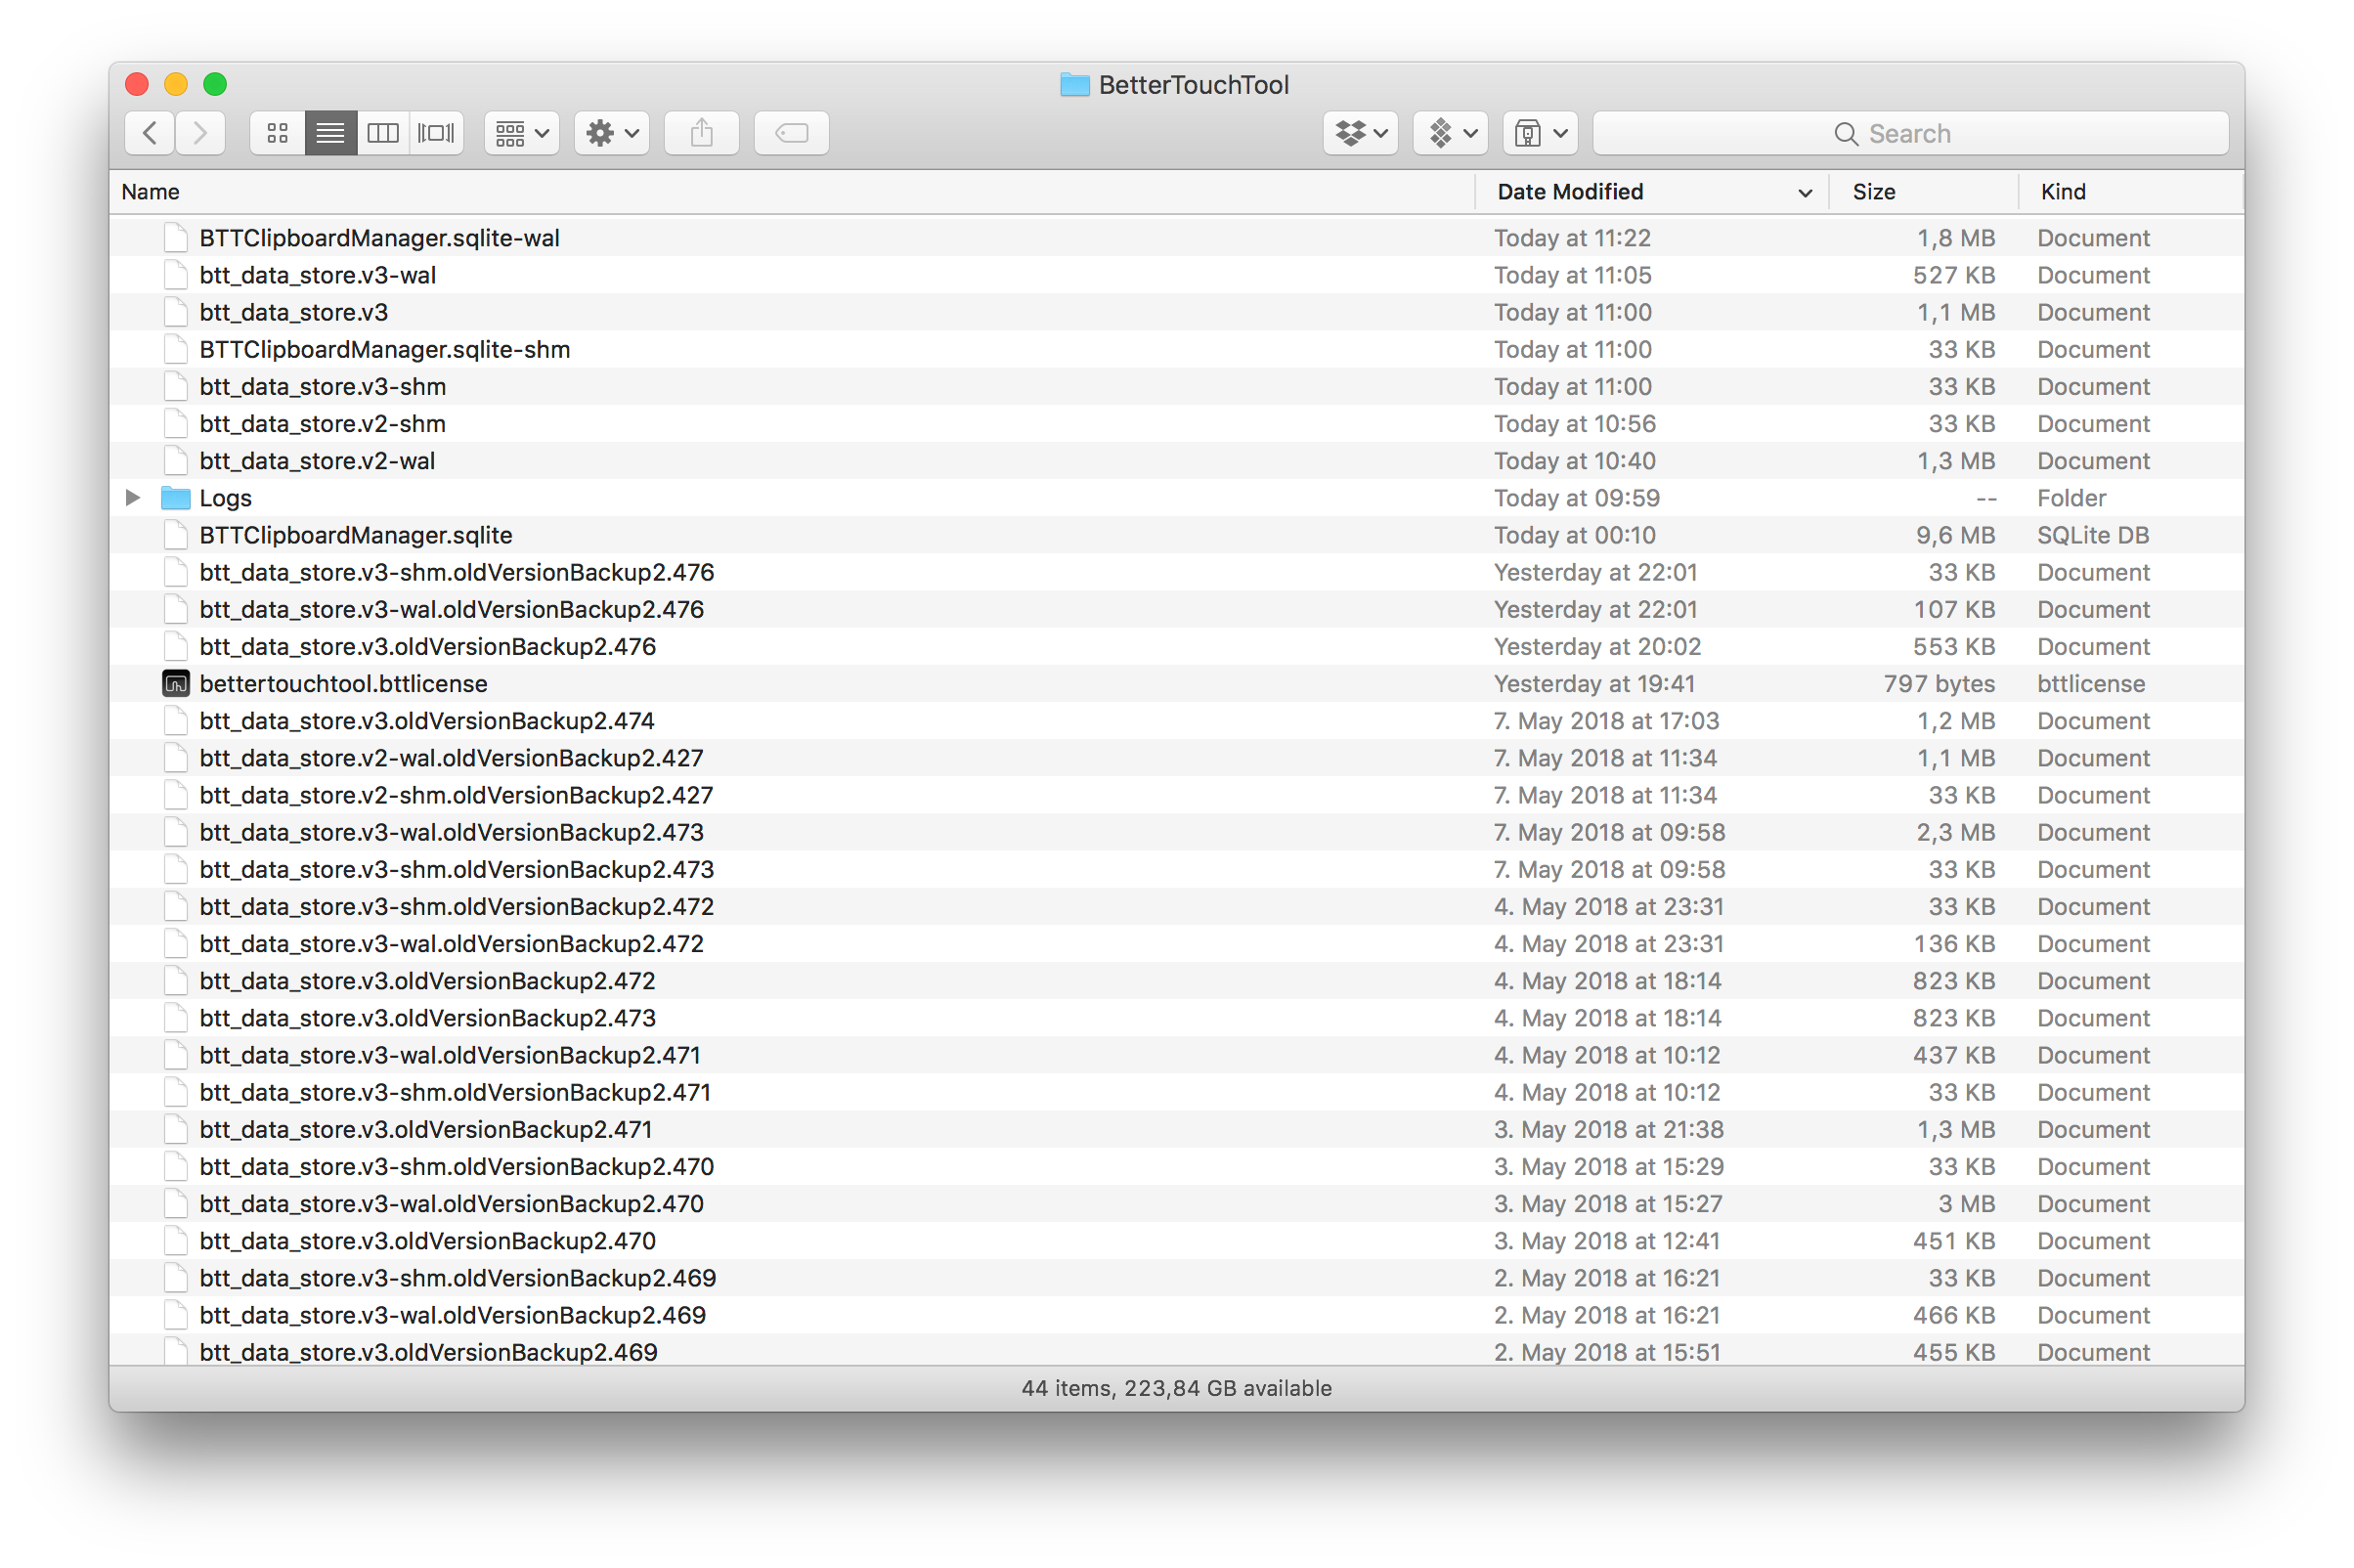 BetterTouchTool
Search
Name Date Modified Size Kind
BTTClipboardManager.sqlite-wal Today at 11:22 1,8 MB Document
btt_data_store.v3-wal Today at 11:05 527 KB Document
btt_data_store.v3 Today at 11:00 1,1 MB Document
BTTClipboardManager.sqlite-shm Today at 11:00 33 KB Document
btt_data_store.v3-shm Today at 11:00 33 KB Document
btt_data_store.v2-shm Today at 10:56 33 KB Document
btt_data_store.v2-wal Today at 10:40 1,3 MB Document
Logs Today at 09:59 -- Folder
BTTClipboardManager.sqlite Today at 00:10 9,6 MB SQLite DB
btt_data_store.v3-shm.oldVersionBackup2.476 Yesterday at 22:01 33 KB Document
btt_data_store.v3-wal.oldVersionBackup2.476 Yesterday at 22:01 107 KB Document
btt_data_store.v3.oldVersionBackup2.476 Yesterday at 20:02 553 KB Document
bettertouchtool.bttlicense Yesterday at 19:41 797 bytes bttlicense
btt_data_store.v3.oldVersionBackup2.474 7. May 2018 at 17:03 1,2 MB Document
btt_data_store.v2-wal.oldVersionBackup2.427 7. May 2018 at 11:34 1,1 MB Document
btt_data_store.v2-shm.oldVersionBackup2.427 7. May 2018 at 11:34 33 KB Document
btt_data_store.v3-wal.oldVersionBackup2.473 7. May 2018 at 09:58 2,3 MB Document
btt_data_store.v3-shm.oldVersionBackup2.473 7. May 2018 at 09:58 33 KB Document
btt_data_store.v3-shm.oldVersionBackup2.472 4. May 2018 at 23:31 33 KB Document
btt_data_store.v3-wal.oldVersionBackup2.472 4. May 2018 at 23:31 136 KB Document
btt_data_store.v3.oldVersionBackup2.472 4. May 2018 at 18:14 823 KB Document
btt_data_store.v3.oldVersionBackup2.473 4. May 2018 at 18:14 823 KB Document
btt_data_store.v3-wal.oldVersionBackup2.471 4. May 2018 at 10:12 437 KB Document
btt_data_store.v3-shm.oldVersionBackup2.471 4. May 2018 at 10:12 33 KB Document
btt_data_store.v3.oldVersionBackup2.471 3. May 2018 at 21:38 1,3 MB Document
btt_data_store.v3-shm.oldVersionBackup2.470 3. May 2018 at 15:29 33 KB Document
btt_data_store.v3-wal.oldVersionBackup2.470 3. May 2018 at 15:27 3 MB Document
btt_data_store.v3.oldVersionBackup2.470 3. May 2018 at 12:41 451 KB Document
btt_data_store.v3-shm.oldVersionBackup2.469 2. May 2018 at 16:21 33 KB Document
btt_data_store.v3-wal.oldVersionBackup2.469 2. May 2018 at 16:21 466 KB Document
btt_data_store.v3.oldVersionBackup2.469 2. May 2018 at 15:51 455 KB Document
44 items, 223,84 GB available